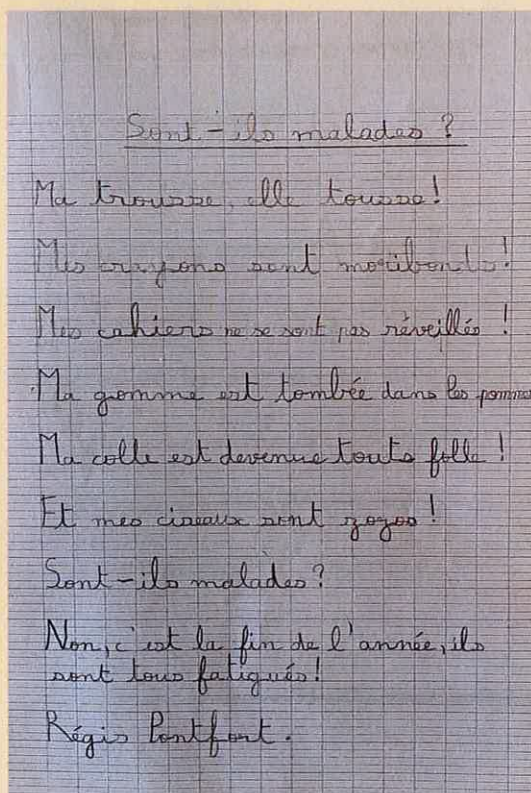 Sont-ils malades ?
Ma trousse, elle tousse !
Mes crayons sont moribonds !
Mes cahiers ne se sont pas réveillés !
Ma gomme est tombée dans les pommes
Ma colle est devenue toute folle !
Et mes ciseaux sont zozos !
Sont-ils malades ?
Non, c'est la fin de l'année, ils
sont tous fatigués !
Régis Pontfort.